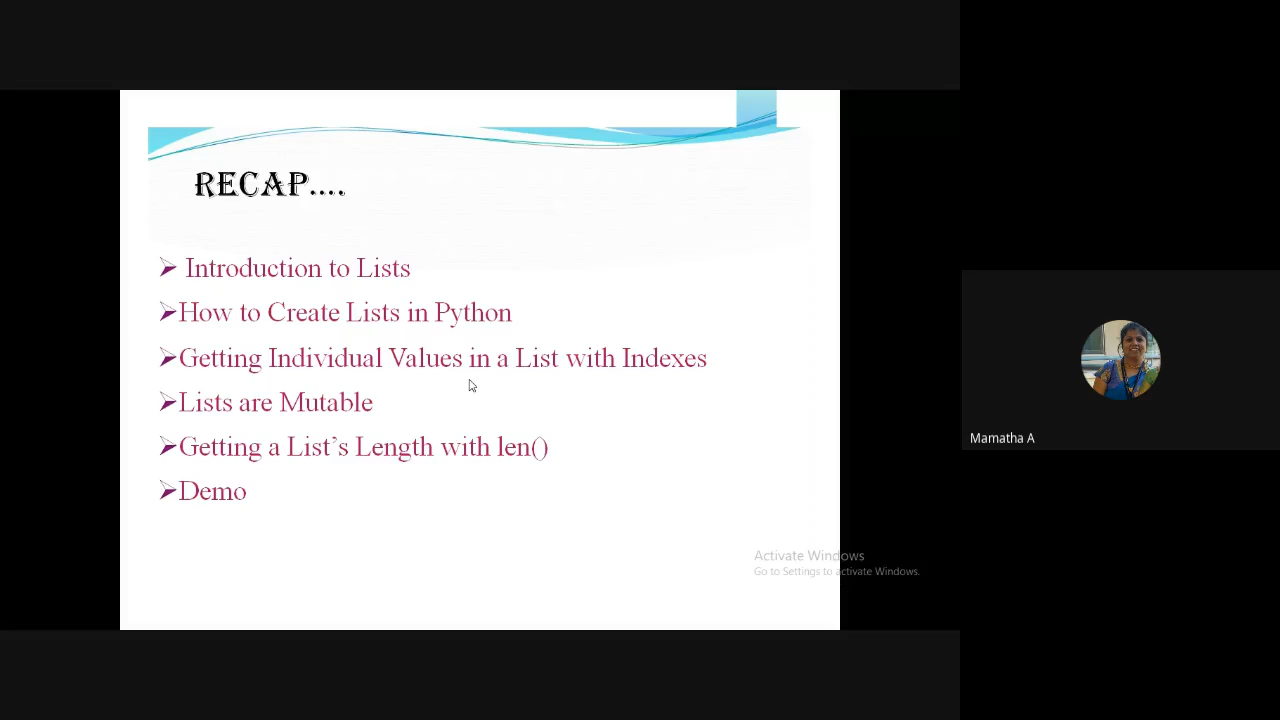 RECAP....
➢ Introduction to Lists
➢How to Create Lists in Python
➢Getting Individual Values in a List with Indexes
➢Lists are Mutable
➢Getting a List’s Length with len()
➢Demo
Activate Windows
Go to Settings to activate Windows.
Mamatha A